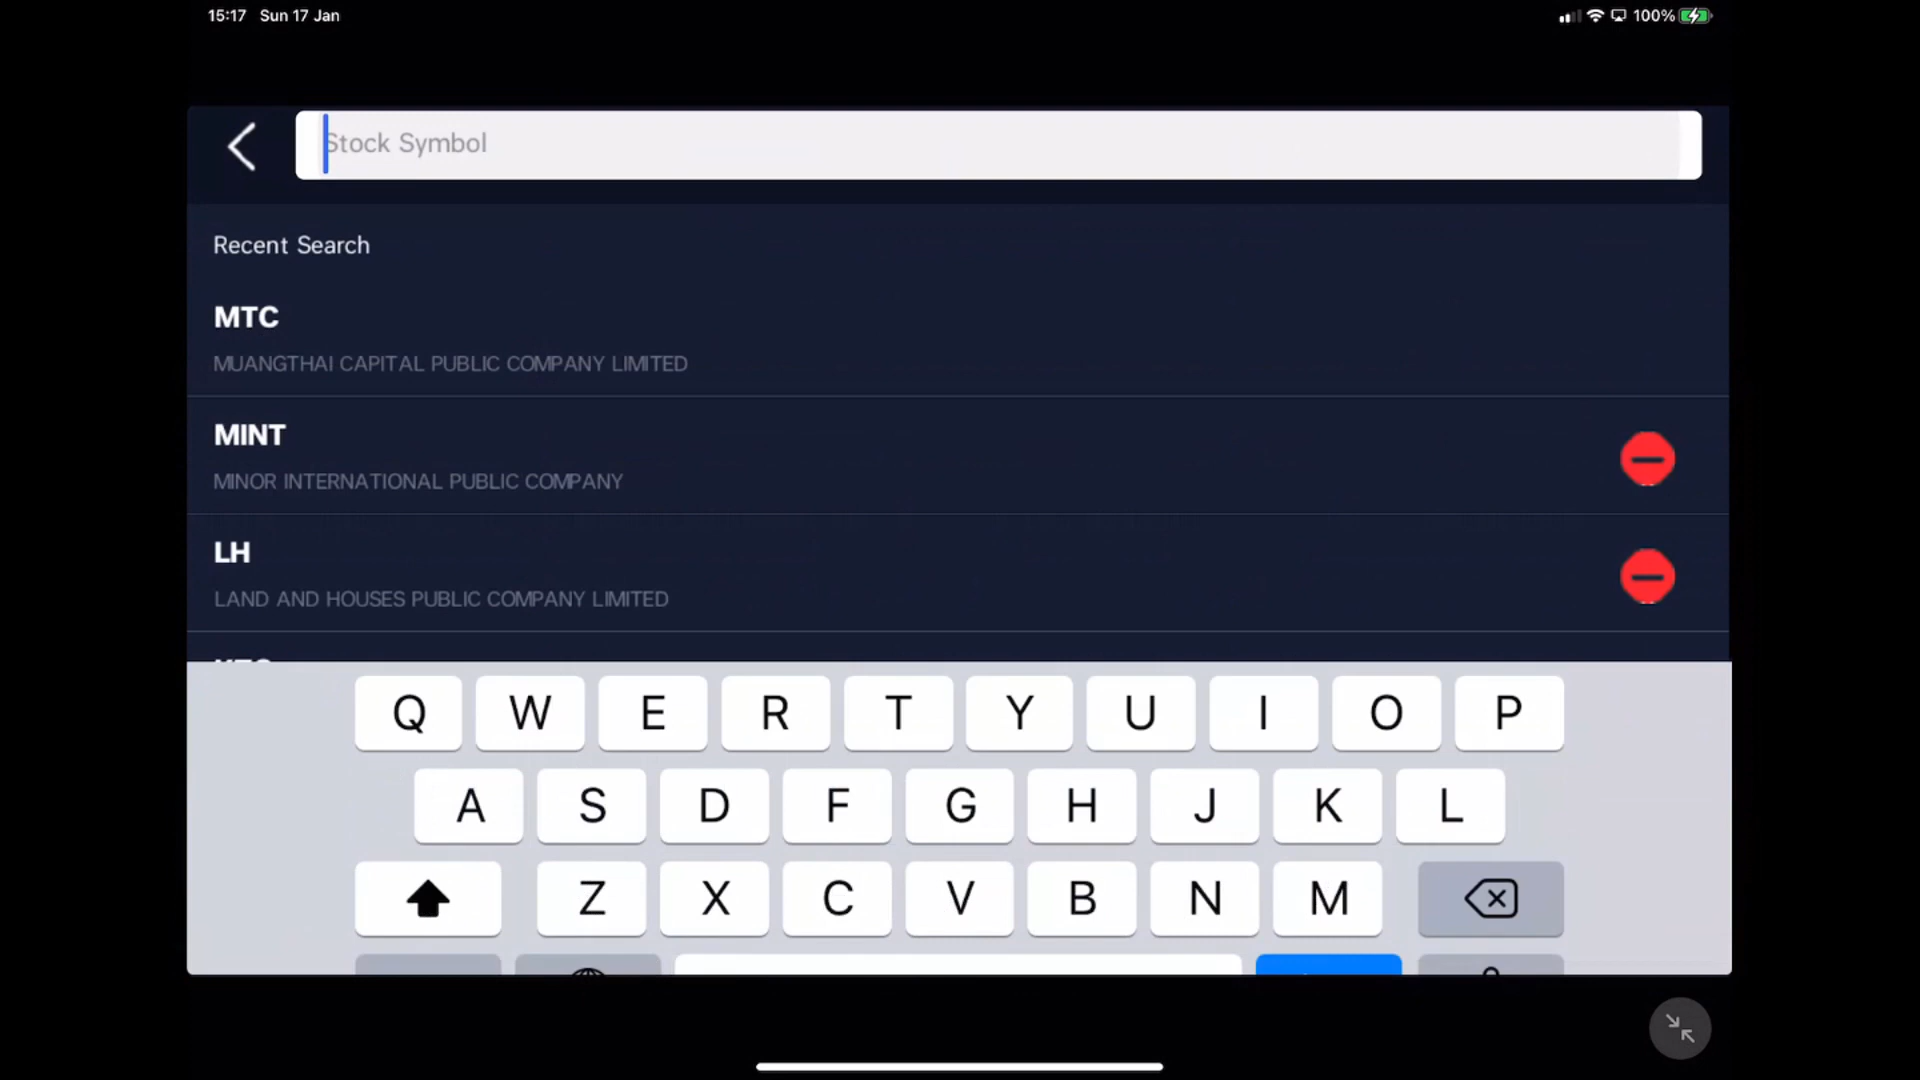 15:17 Sun 17 Jan
100%
Stock Symbol
Recent Search
MTC
MUANGTHAI CAPITAL PUBLIC COMPANY LIMITED
MINT
MINOR INTERNATIONAL PUBLIC COMPANY
LH
LAND AND HOUSES PUBLIC COMPANY LIMITED
Q W E R T Y U I O P
A S D F G H J K L
Z X C V B N M